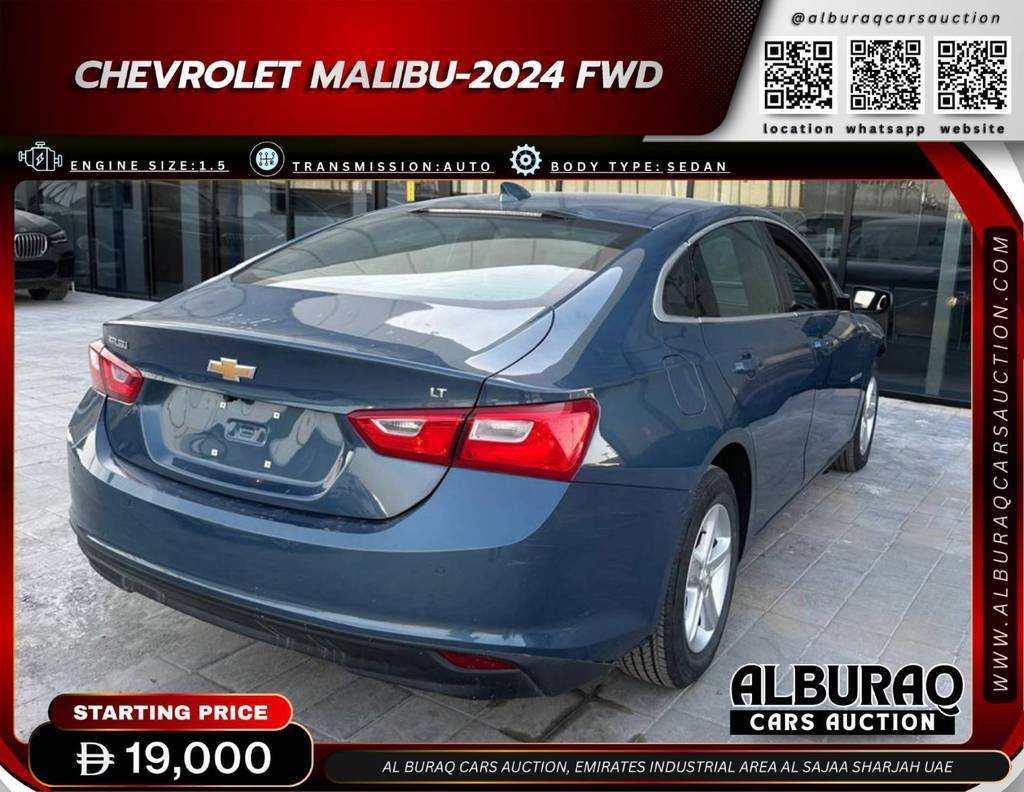 @alburaqcarsauction
CHEVROLET MALIBU-2024 FWD
location whatsapp website
ENGINE SIZE:1.5 TRANSMISSION:AUTO BODY TYPE: SEDAN
MALIBU
LT
WWW.ALBURAQCARSAUCTION.COM
ALBURAQ
CARS AUCTION
STARTING PRICE
19,000
AL BURAQ CARS AUCTION, EMIRATES INDUSTRIAL AREA AL SAJAA SHARJAH UAE